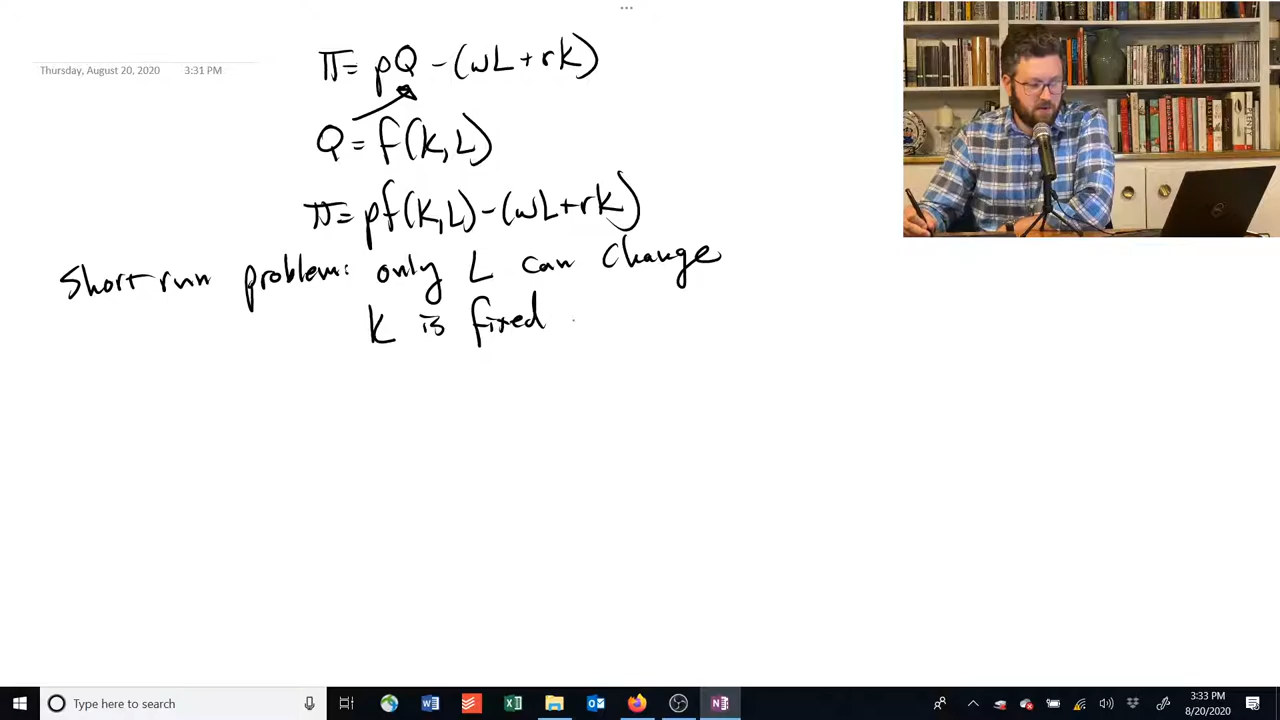 Π = pQ - (wL + rK)
Thursday, August 20, 2020 3:31 PM
Q = f(K, L)
Π = pf(K, L) - (wL + rK)
Short-run problem: only L can change
K is fixed
Type here to search
3:33 PM
8/20/2020